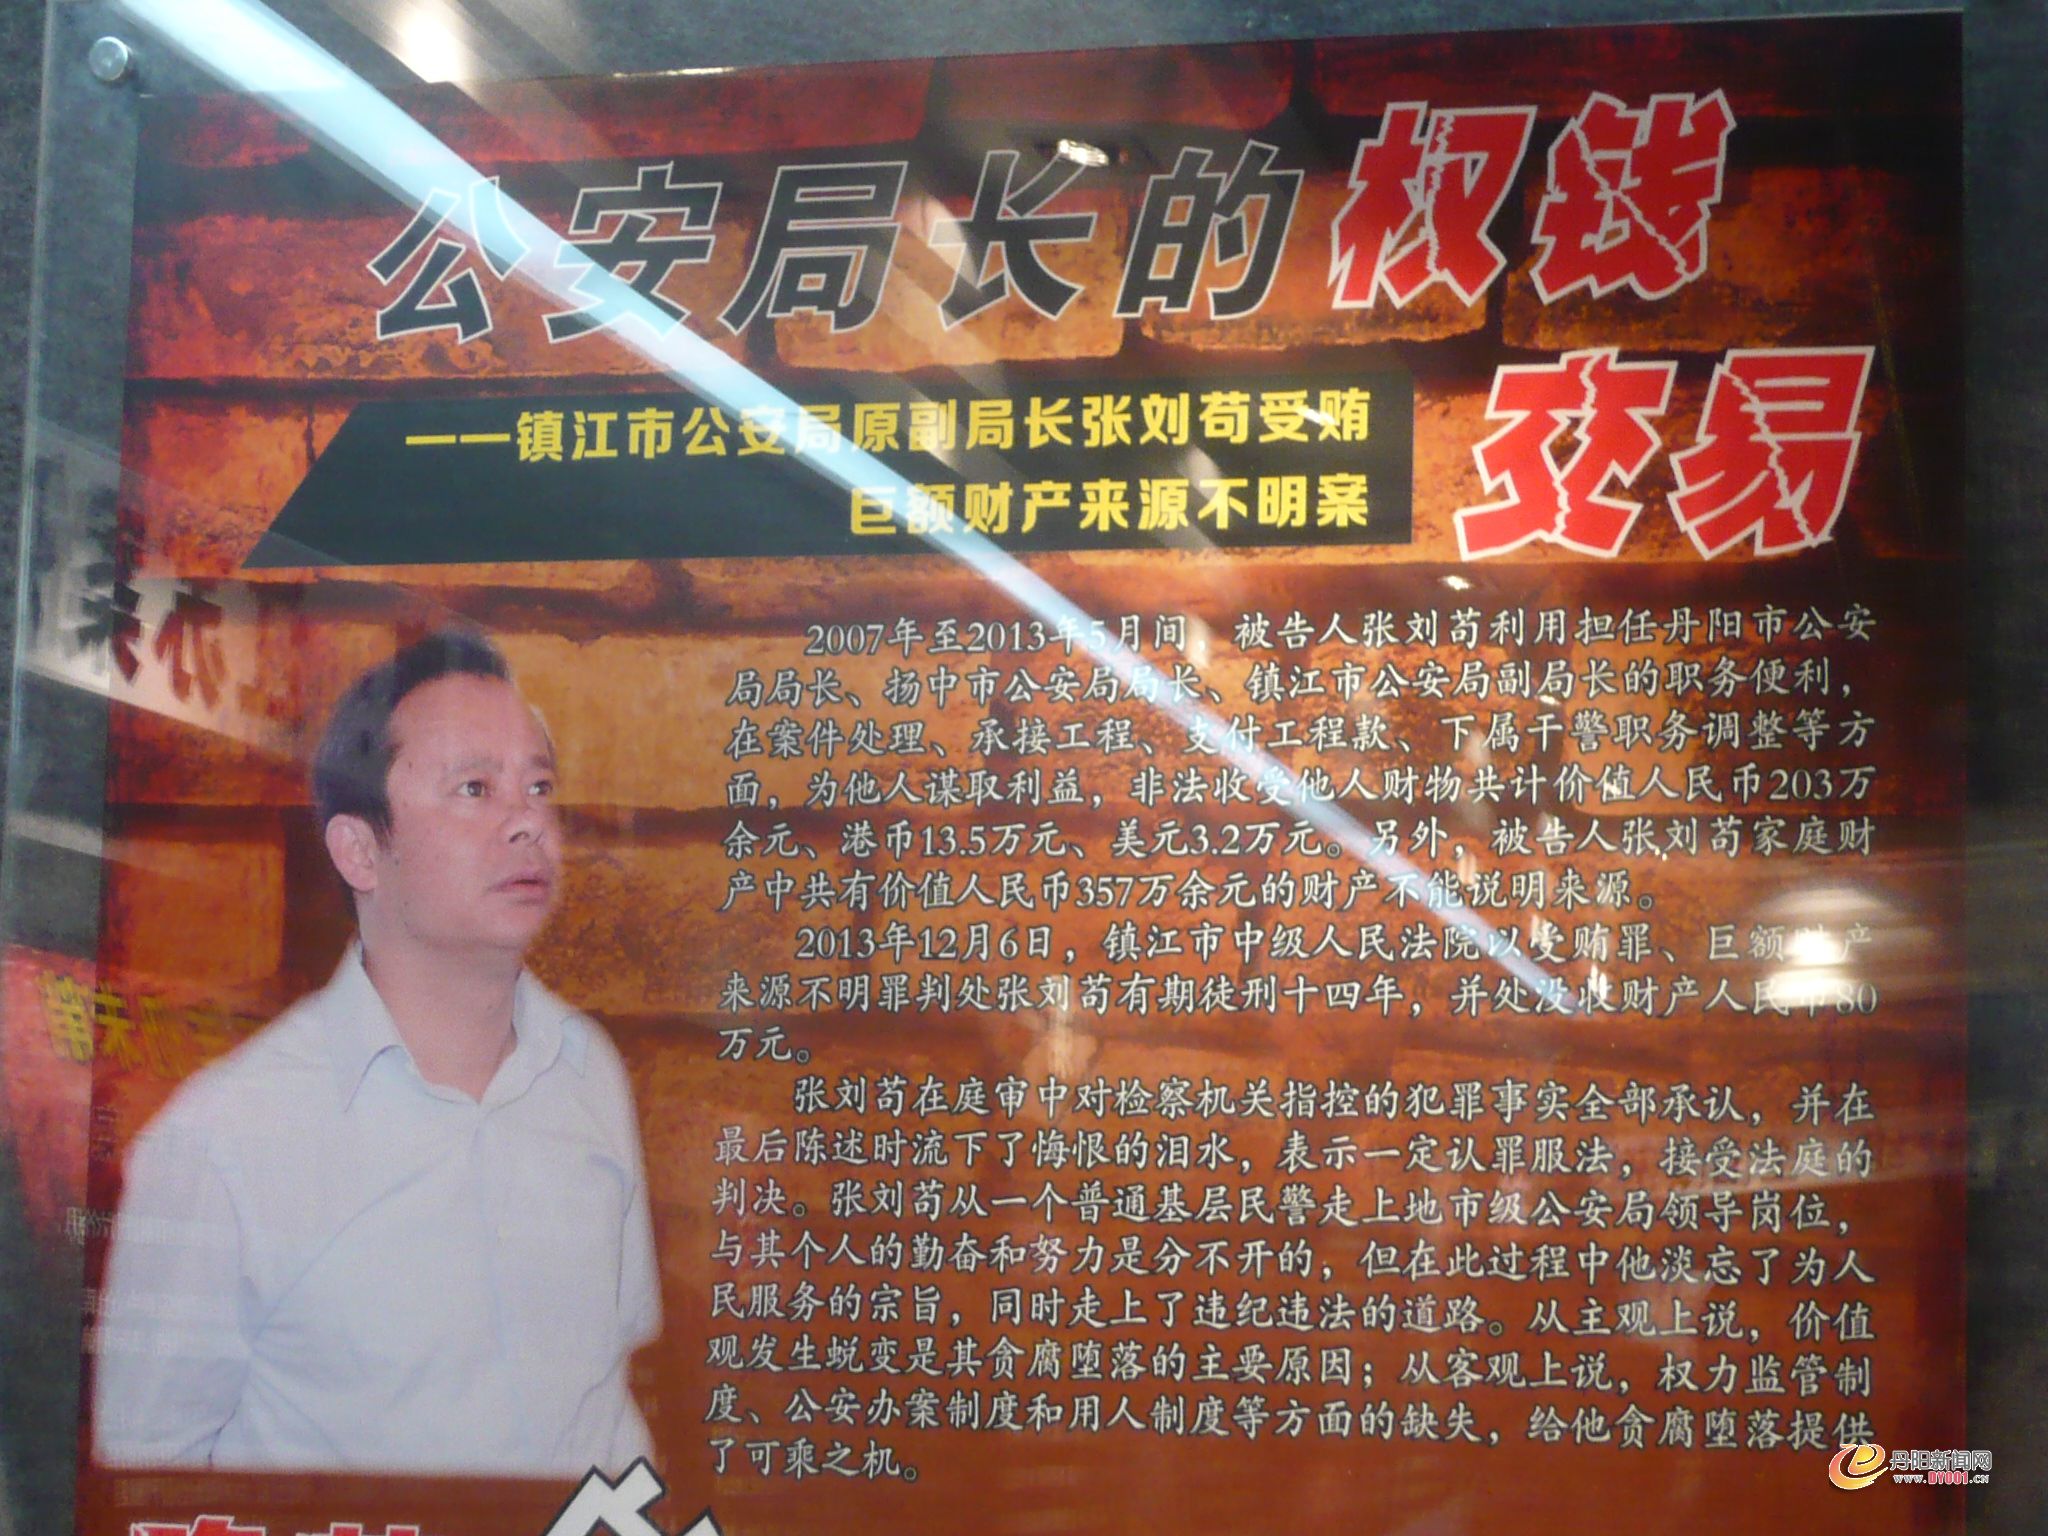 公安局长的权钱
交易
——镇江市公安局原副局长张刘苟受贿
巨额财产来源不明案
2007年至2013年5月间，被告人张刘苟利用担任丹阳市公安
局局长、扬中市公安局局长、镇江市公安局副局长的职务便利，
在案件处理、承接工程、支付工程款、下属干警职务调整等方
面，为他人谋取利益，非法收受他人财物共计价值人民币203万
余元、港币13.5万元、美元3.2万元。另外，被告人张刘苟家庭财
产中共有价值人民币357万余元的财产不能说明来源。
2013年12月6日，镇江市中级人民法院以受贿罪、巨额财产
来源不明罪判处张刘苟有期徒刑十四年，并处没收财产人民币80
万元。
张刘苟在庭审中对检察机关指控的犯罪事实全部承认，并在
最后陈述时流下了悔恨的泪水，表示一定认罪服法，接受法庭的
判决。张刘苟从一个普通基层民警走上地市级公安局领导岗位，
与其个人的勤奋和努力是分不开的，但在此过程中他淡忘了为人
民服务的宗旨，同时走上了违纪违法的道路。从主观上说，价值
观发生蜕变是其贪腐堕落的主要原因；从客观上说，权力监管制
度、公安办案制度和用人制度等方面的缺失，给他贪腐堕落提供
了可乘之机。
丹阳新闻网
WWW.DY001.CN